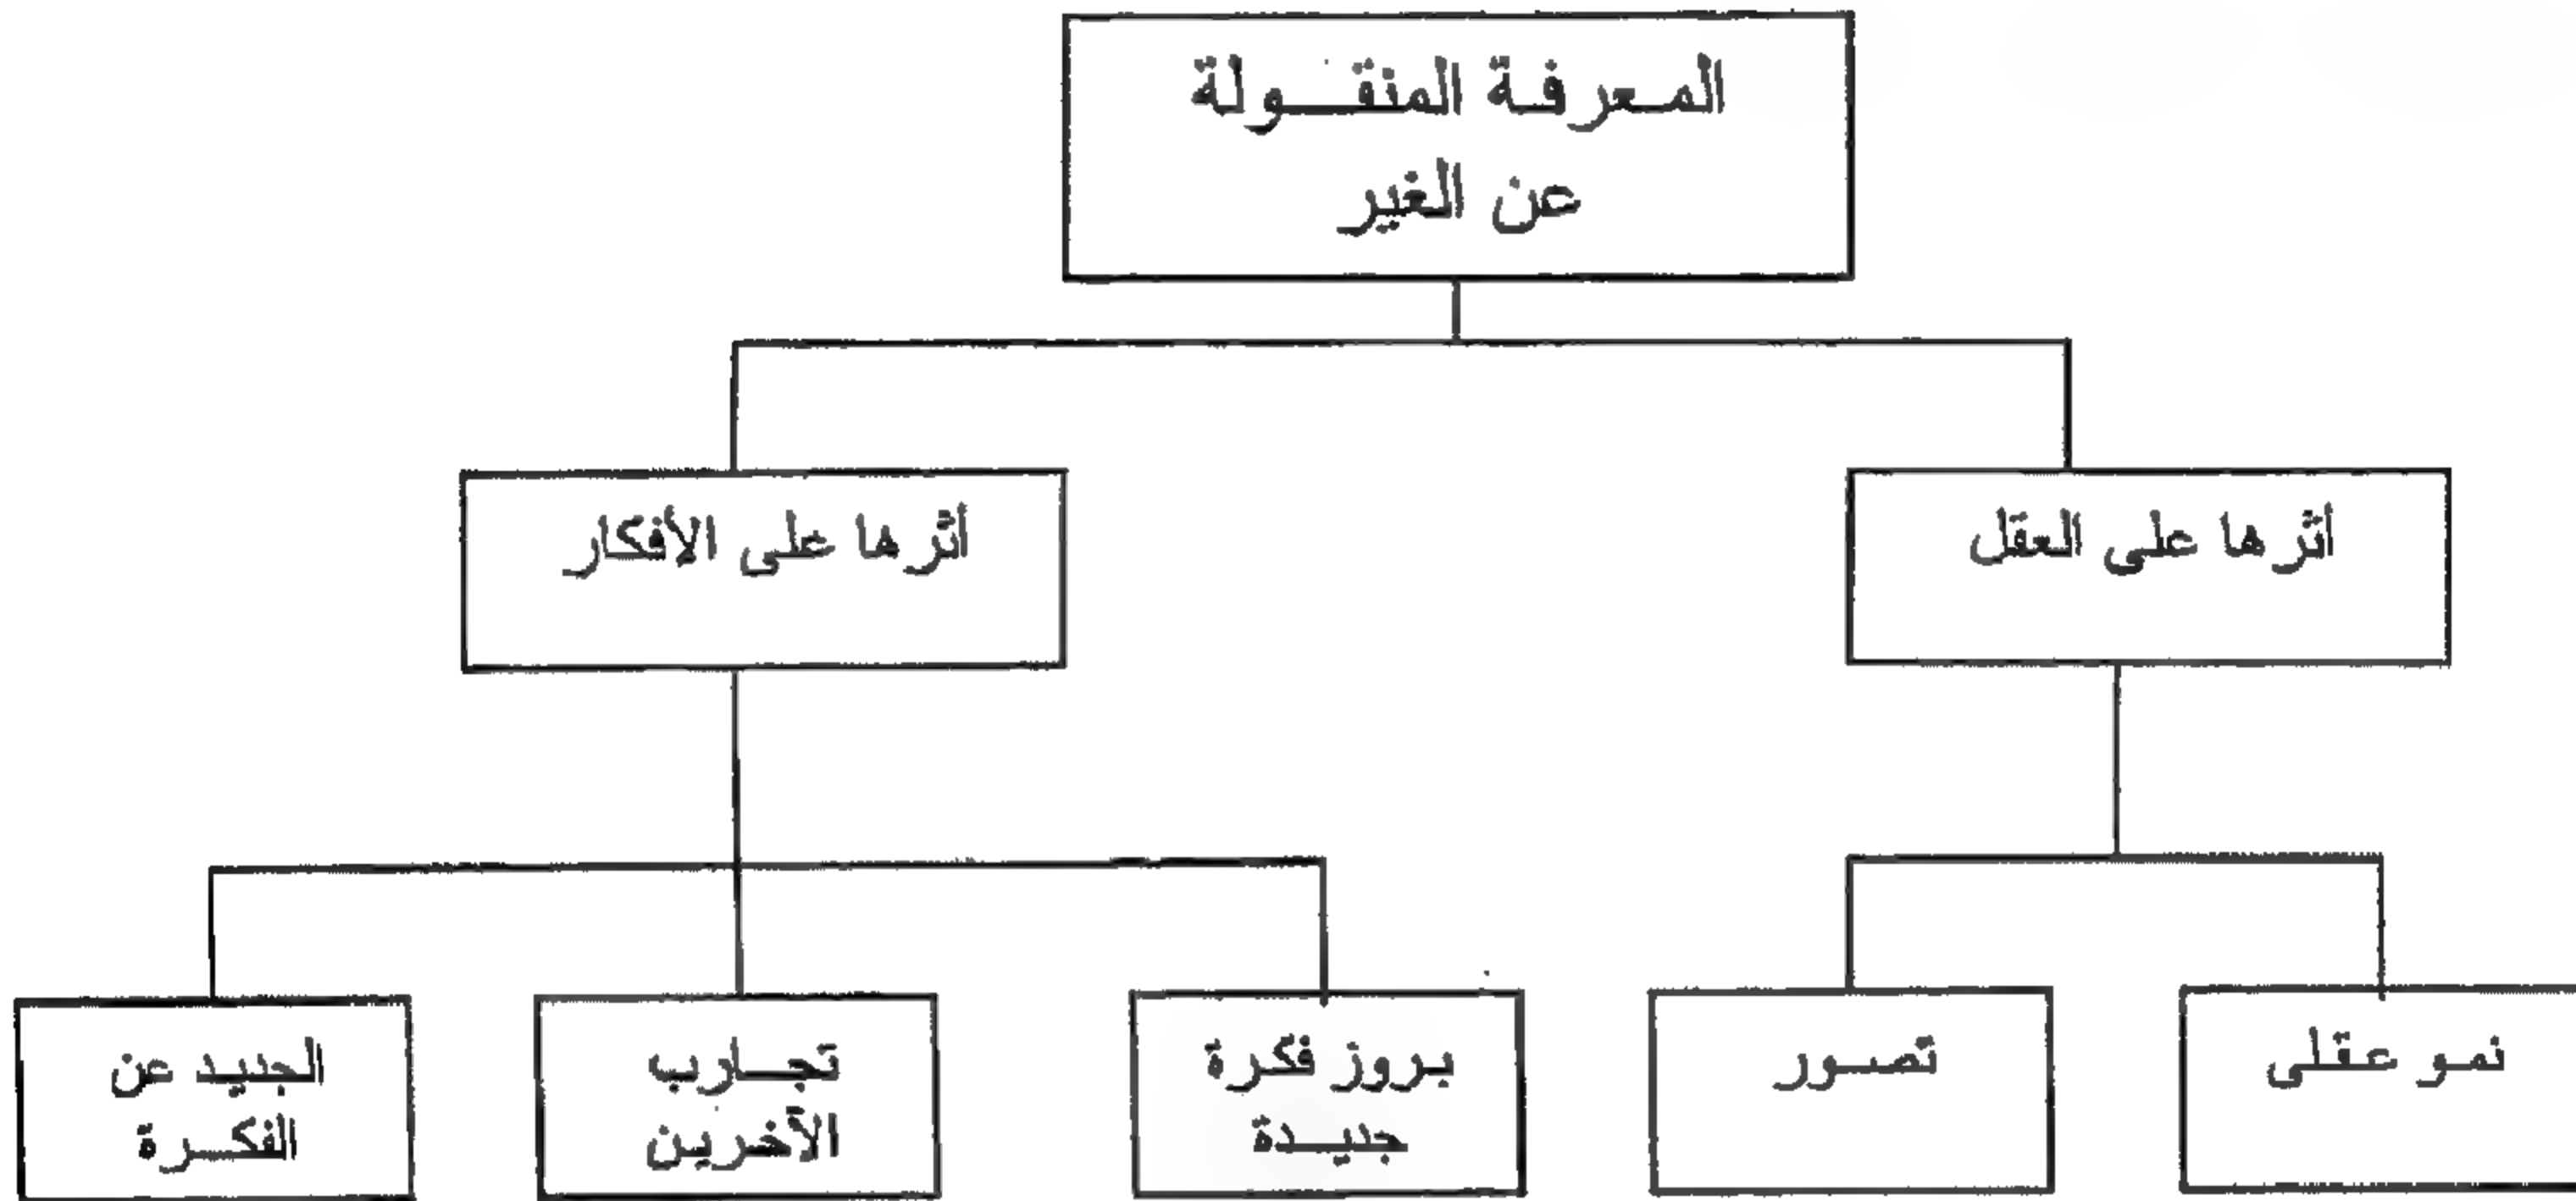 المعرفة المنقولة
عن الغير
أثرها على العقل
أثرها على الأفكار
نمو عقلى
تصور
بروز فكرة
جديدة
تجارب
الآخرين
الجديد عن
الفكرة